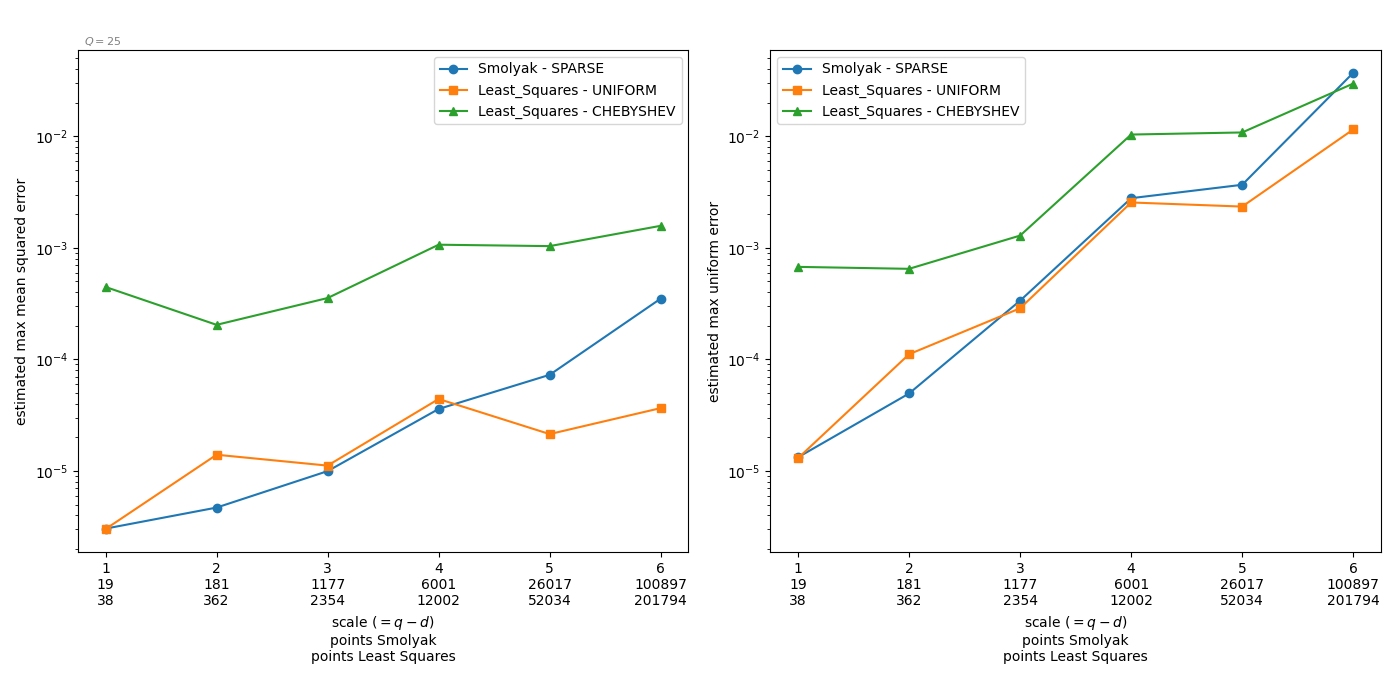 Q = 25
Smolyak - SPARSE
Least_Squares - UNIFORM
Least_Squares - CHEBYSHEV
estimated max mean squared error
10⁻²
10⁻³
10⁻⁴
10⁻⁵
1 2 3 4 5 6
19 181 1177 6001 26017 100897
38 362 2354 12002 52034 201794
scale (= q − d)
points Smolyak
points Least Squares
Smolyak - SPARSE
Least_Squares - UNIFORM
Least_Squares - CHEBYSHEV
estimated max uniform error
10⁻²
10⁻³
10⁻⁴
10⁻⁵
1 2 3 4 5 6
19 181 1177 6001 26017 100897
38 362 2354 12002 52034 201794
scale (= q − d)
points Smolyak
points Least Squares